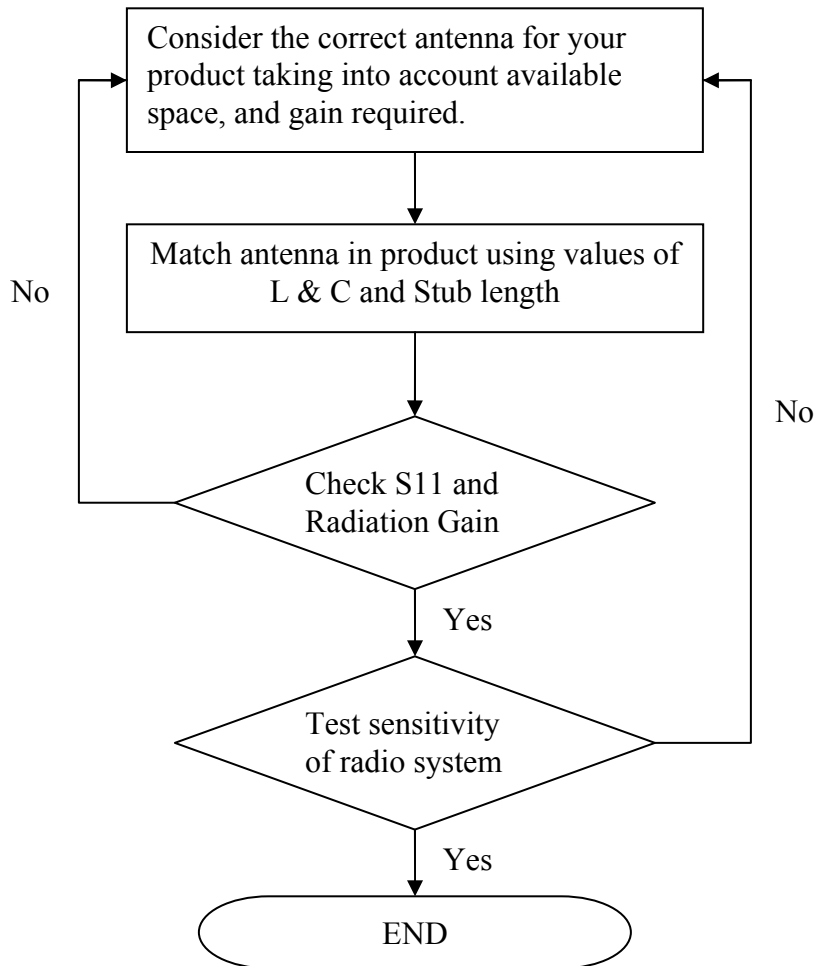 Consider the correct antenna for your
product taking into account available
space, and gain required.
Match antenna in product using values of
L & C and Stub length
No
No
Check S11 and
Radiation Gain
Yes
Test sensitivity
of radio system
Yes
END